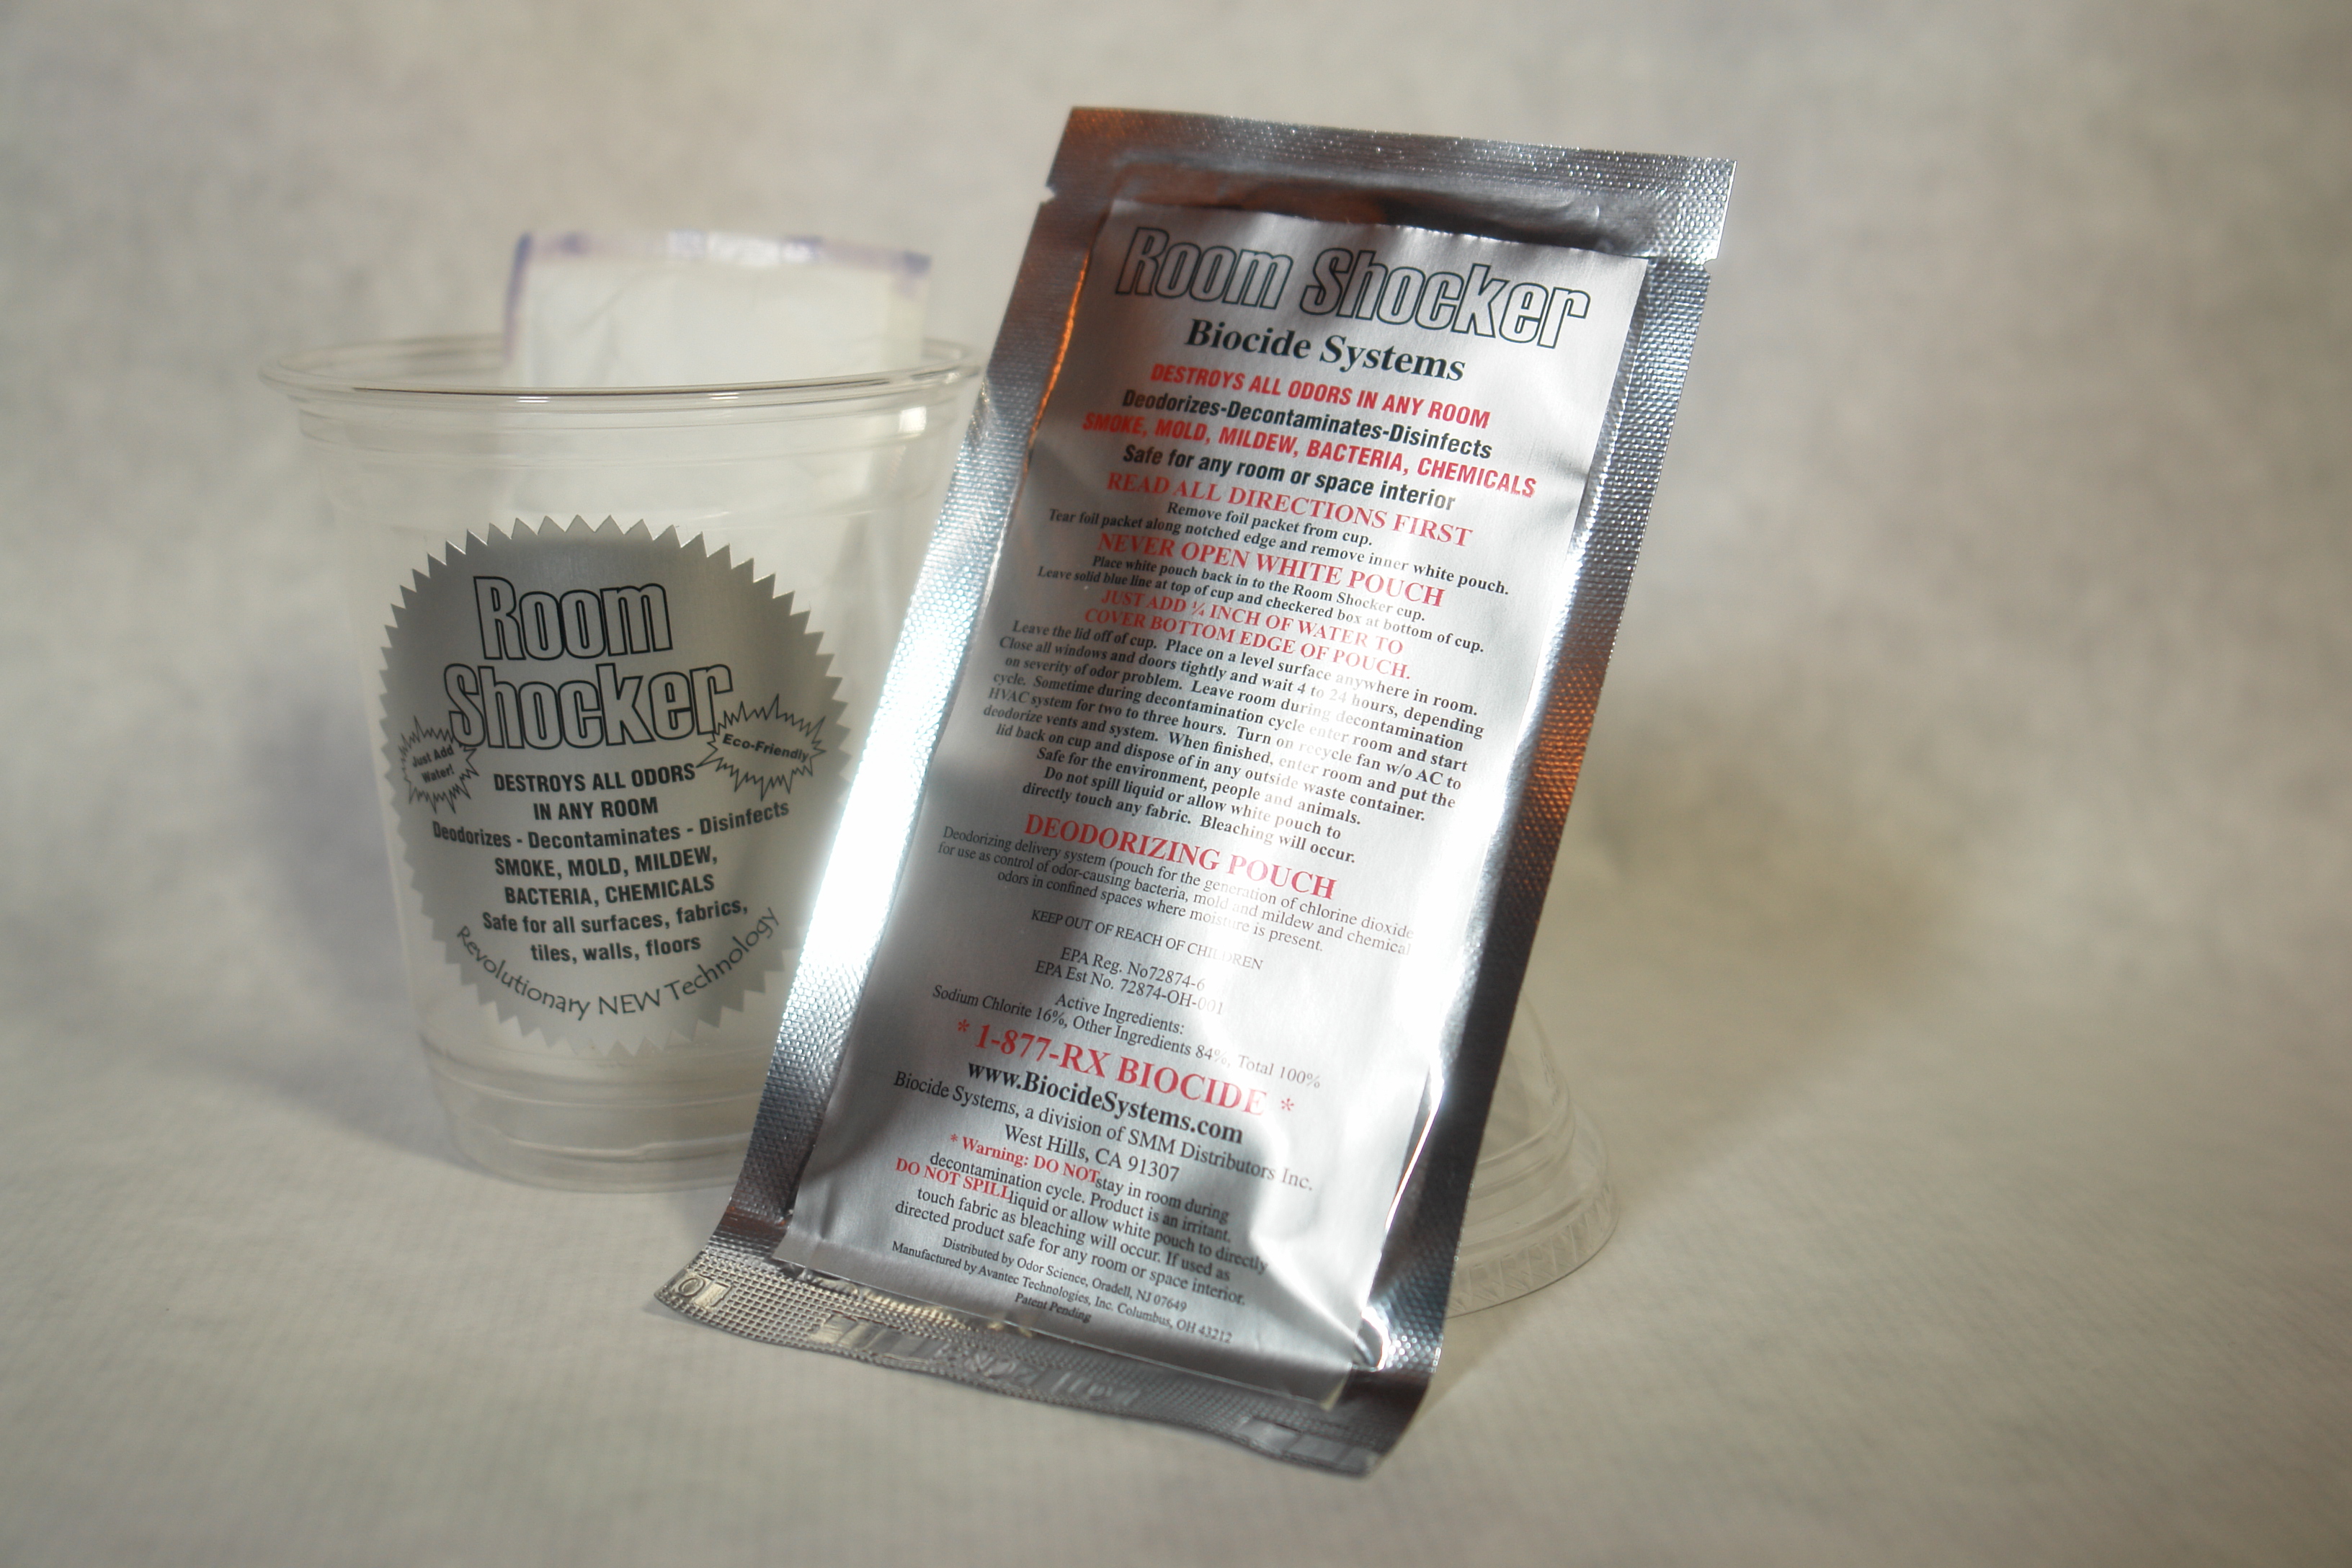 Room
Shocker
Just Add
Water!
Eco-Friendly
DESTROYS ALL ODORS
IN ANY ROOM
Deodorizes - Decontaminates - Disinfects
SMOKE, MOLD, MILDEW,
BACTERIA, CHEMICALS
Safe for all surfaces, fabrics,
tiles, walls, floors
Revolutionary NEW Technology
Room Shocker
Biocide Systems
DESTROYS ALL ODORS IN ANY ROOM
Deodorizes-Decontaminates-Disinfects
SMOKE, MOLD, MILDEW, BACTERIA, CHEMICALS
Safe for any room or space interior
READ ALL DIRECTIONS FIRST
Remove foil packet from cup.
Tear foil packet along notched edge and remove inner white pouch.
NEVER OPEN WHITE POUCH
Place white pouch back in to the Room Shocker cup.
Leave solid blue line at top of cup and checkered box at bottom of cup.
JUST ADD ¼ INCH OF WATER TO
COVER BOTTOM EDGE OF POUCH.
Leave the lid off of cup. Place on a level surface anywhere in room.
Close all windows and doors tightly and wait 4 to 24 hours, depending
on severity of odor problem. Leave room during decontamination
cycle. Sometime during decontamination cycle enter room and start
HVAC system for two to three hours. Turn on recycle fan w/o AC to
deodorize vents and system. When finished, enter room and put the
lid back on cup and dispose of in any outside waste container.
Safe for the environment, people and animals.
Do not spill liquid or allow white pouch to
directly touch any fabric. Bleaching will occur.
DEODORIZING POUCH
Deodorizing delivery system (pouch for the generation of chlorine dioxide
for use as control of odor-causing bacteria, mold and mildew and chemical
odors in confined spaces where moisture is present.
KEEP OUT OF REACH OF CHILDREN
EPA Reg. No72874-6
EPA Est No. 72874-OH-001
Active Ingredients:
Sodium Chlorite 16%, Other Ingredients 84%, Total 100%
* 1-877-RX BIOCIDE *
www.BiocideSystems.com
Biocide Systems, a division of SMM Distributors Inc.
West Hills, CA 91307
* Warning: DO NOT stay in room during
decontamination cycle. Product is an irritant.
DO NOT SPILL liquid or allow white pouch to directly
touch fabric as bleaching will occur. If used as
directed product safe for any room or space interior.
Distributed by Odor Science, Oradell, NJ 07649
Manufactured by Avantec Technologies, Inc. Columbus, OH 43212
Patent Pending